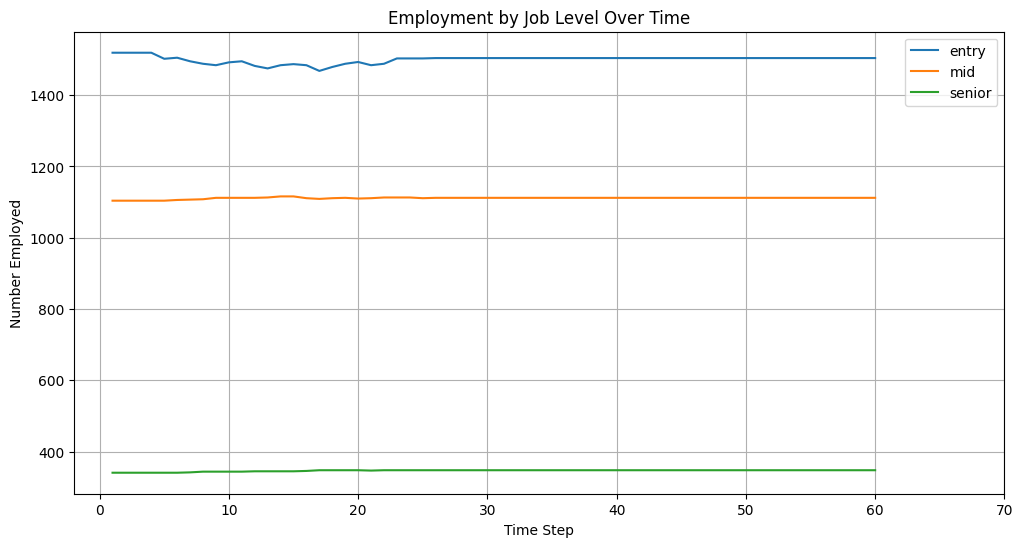 Employment by Job Level Over Time
entry
mid
senior
Number Employed
1400
1200
1000
800
600
400
0 10 20 30 40 50 60 70
Time Step